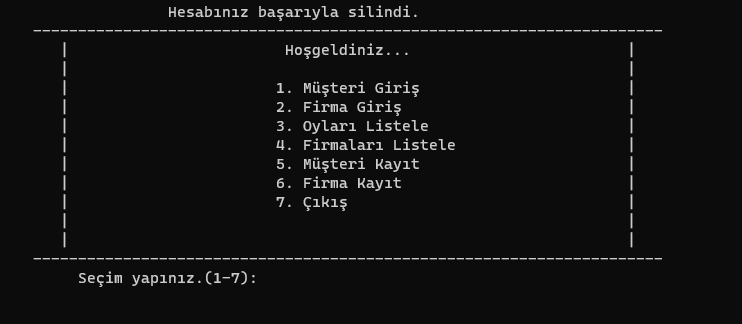 Hesabınız başarıyla silindi.
Hoşgeldiniz...
1. Müşteri Giriş
2. Firma Giriş
3. Oyları Listele
4. Firmaları Listele
5. Müşteri Kayıt
6. Firma Kayıt
7. Çıkış
Seçim yapınız.(1-7):